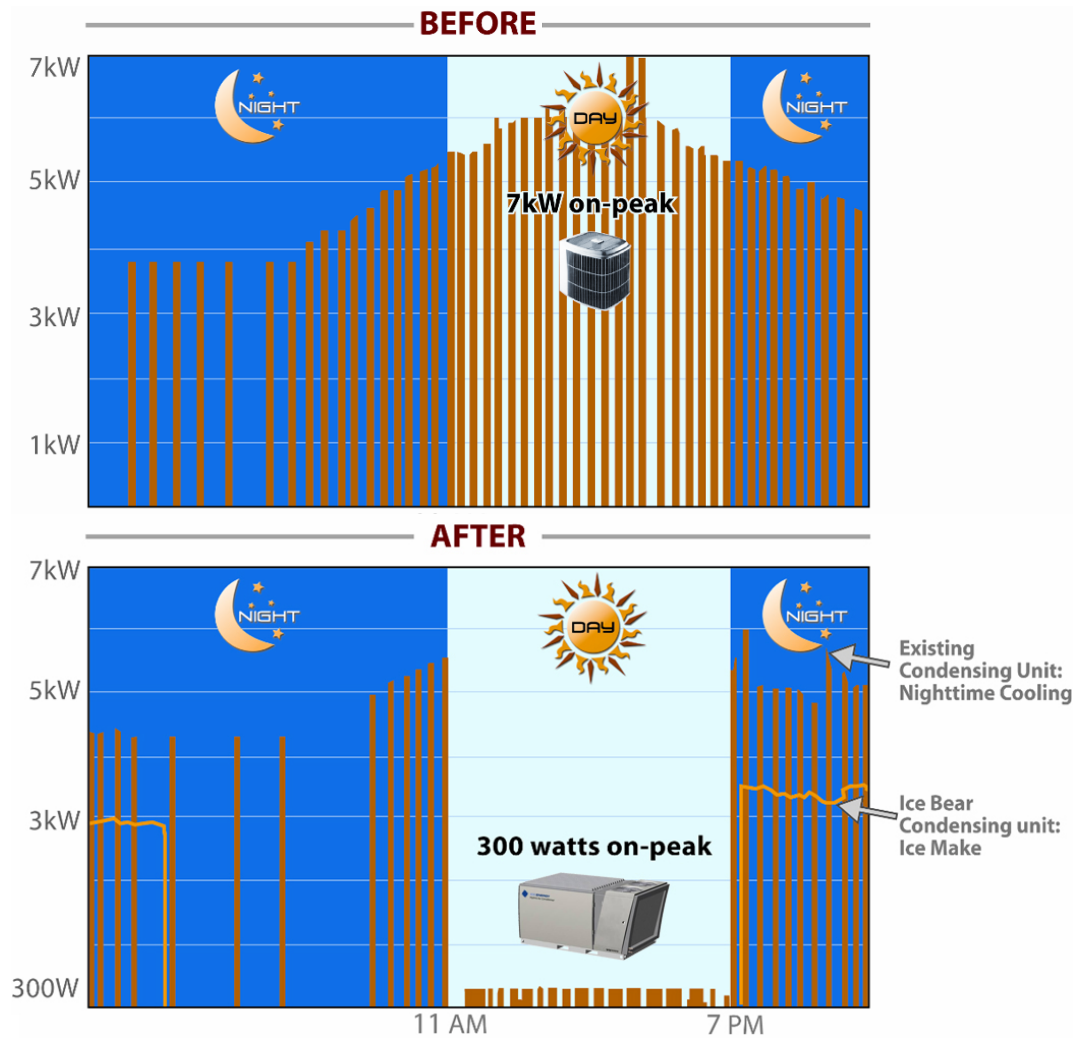 BEFORE
7kW
NIGHT
DAY
NIGHT
5kW
7kW on-peak
3kW
1kW
AFTER
7kW
NIGHT
DAY
NIGHT
Existing
Condensing Unit:
Nighttime Cooling
5kW
Ice Bear
Condensing unit:
Ice Make
3kW
300 watts on-peak
300W
11 AM
7 PM